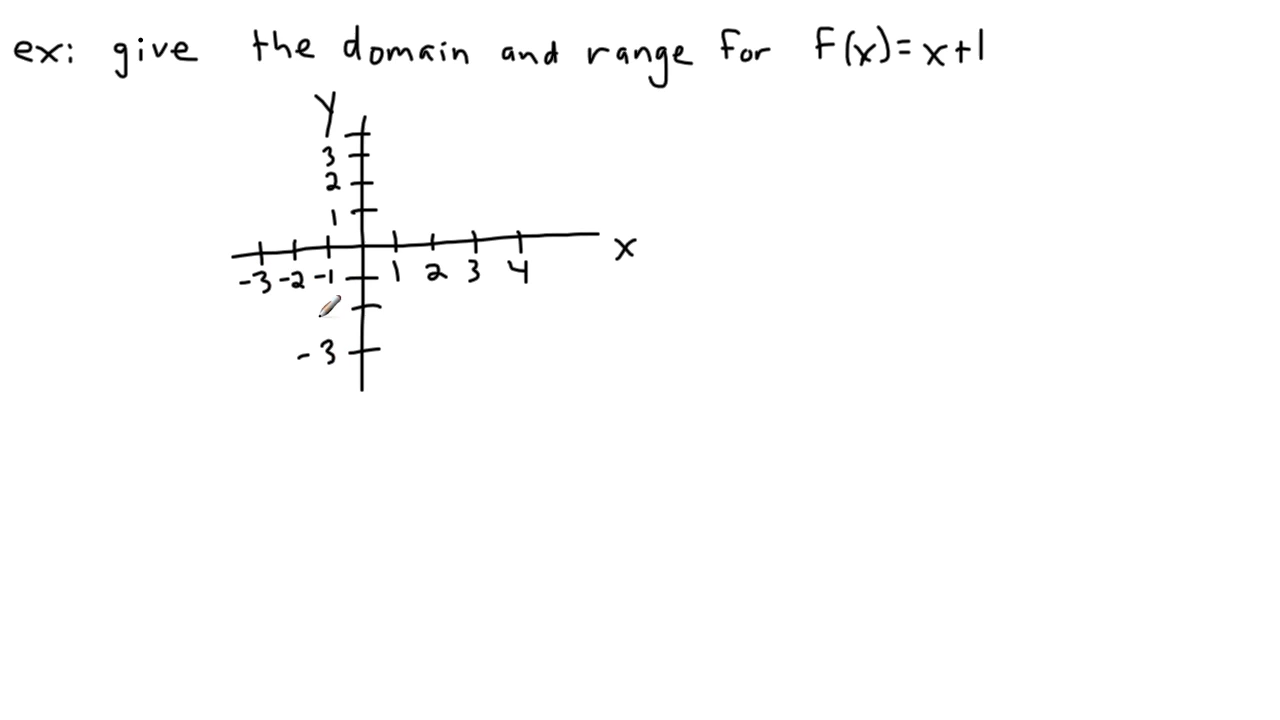 ex: give the domain and range for F(x)=x+1
Y
3
2
1
x
-3 -2 -1 1 2 3 4
-3